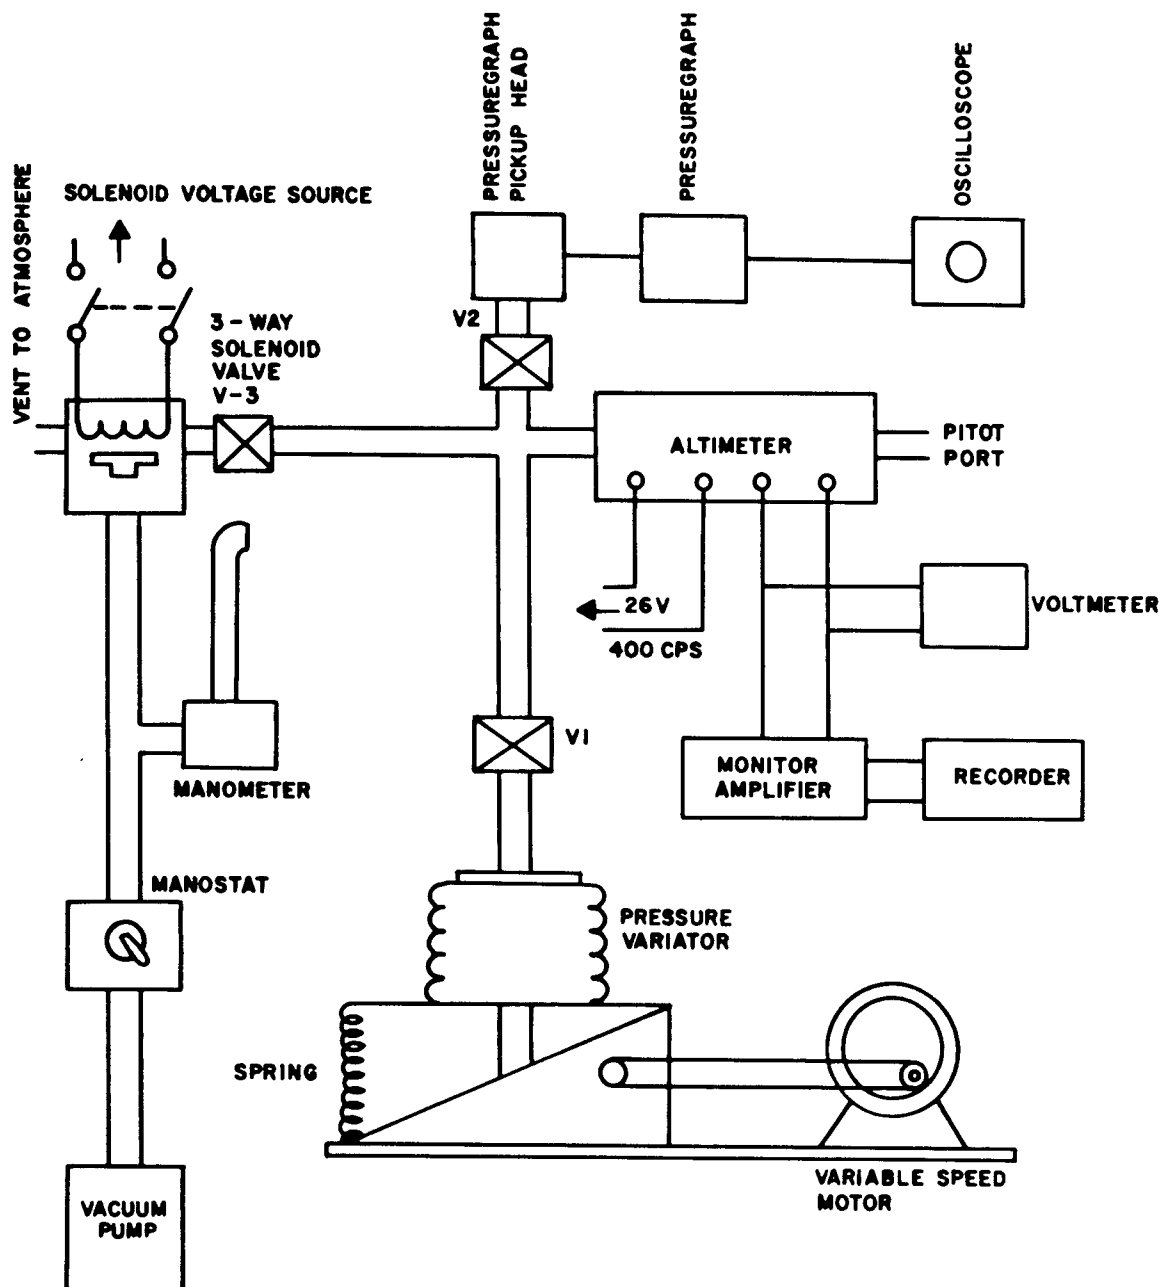 PRESSUREGRAPH
PICKUP HEAD
PRESSUREGRAPH
OSCILLOSCOPE
VENT TO ATMOSPHERE
SOLENOID VOLTAGE SOURCE
V2
3-WAY
SOLENOID
VALVE
V-3
ALTIMETER
PITOT
PORT
26V
400 CPS
VOLTMETER
V1
MONITOR
AMPLIFIER
RECORDER
MANOMETER
MANOSTAT
PRESSURE
VARIATOR
SPRING
VARIABLE SPEED
MOTOR
VACUUM
PUMP